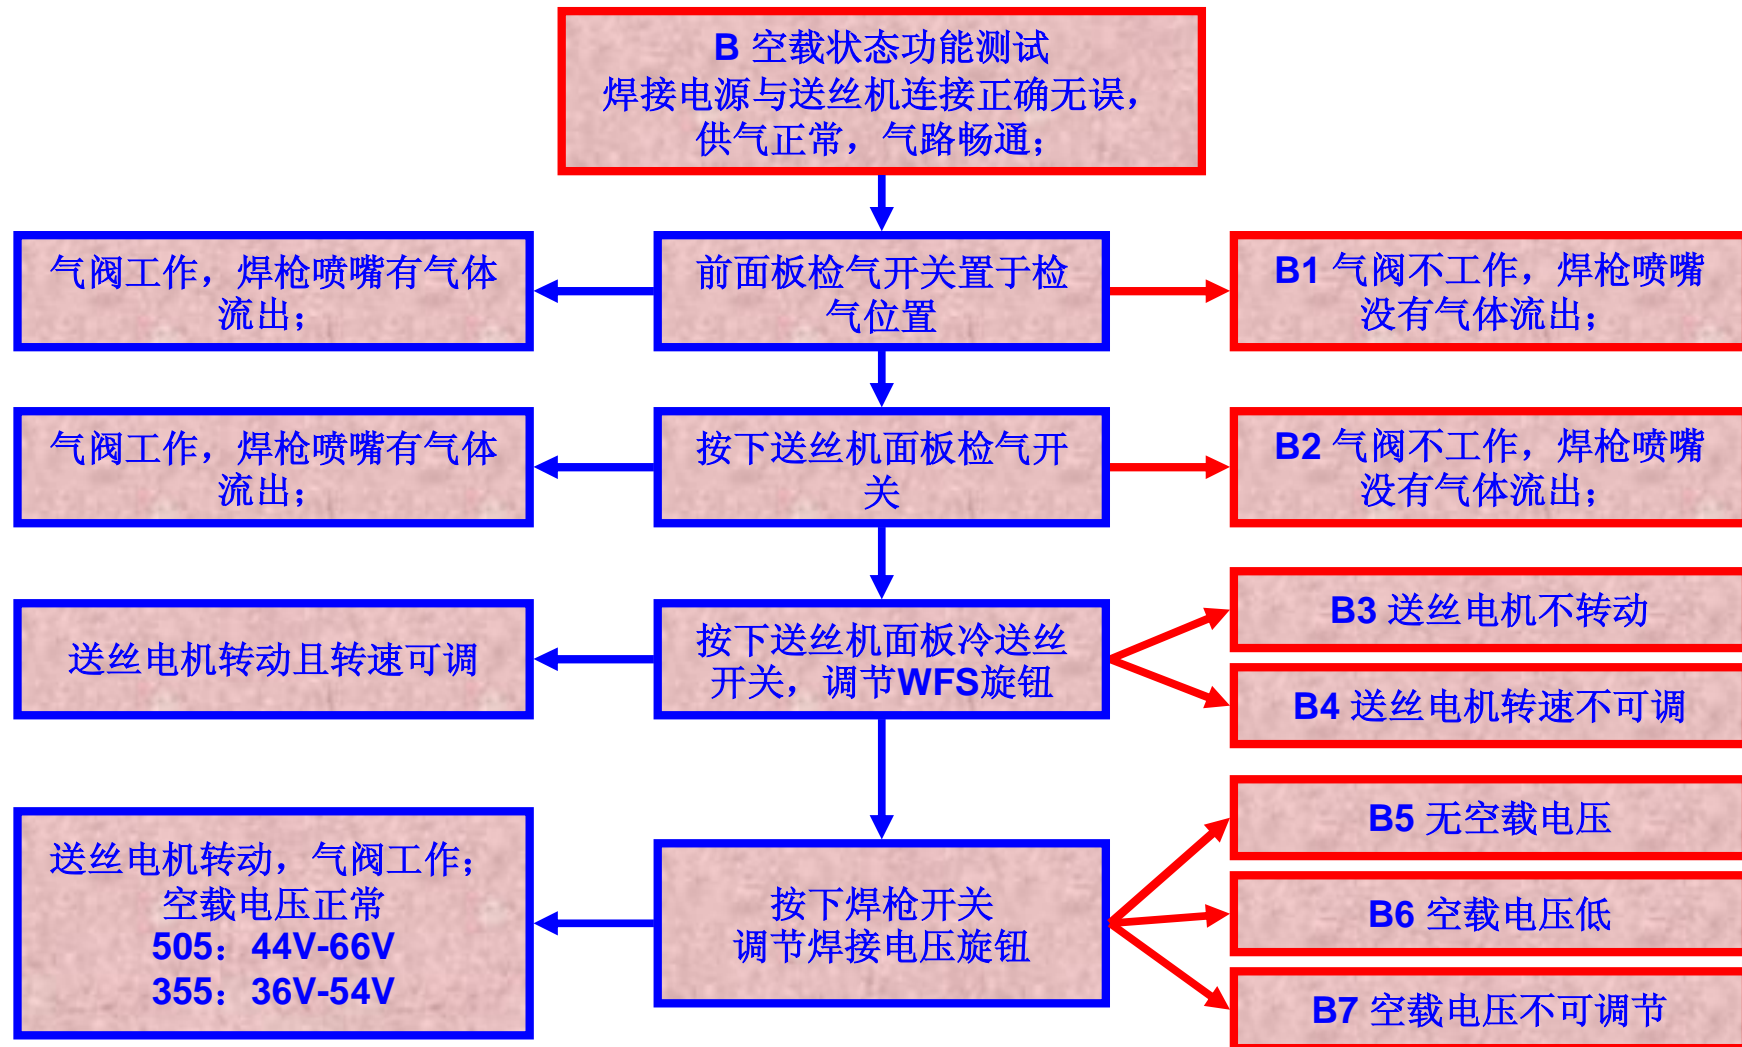 B 空载状态功能测试
焊接电源与送丝机连接正确无误，
供气正常，气路畅通；
气阀工作，焊枪喷嘴有气体
流出；
前面板检气开关置于检
气位置
B1 气阀不工作，焊枪喷嘴
没有气体流出；
气阀工作，焊枪喷嘴有气体
流出；
按下送丝机面板检气开
关
B2 气阀不工作，焊枪喷嘴
没有气体流出；
送丝电机转动且转速可调
按下送丝机面板冷送丝
开关，调节WFS旋钮
B3 送丝电机不转动
B4 送丝电机转速不可调
送丝电机转动，气阀工作；
空载电压正常
505：44V-66V
355：36V-54V
按下焊枪开关
调节焊接电压旋钮
B5 无空载电压
B6 空载电压低
B7 空载电压不可调节